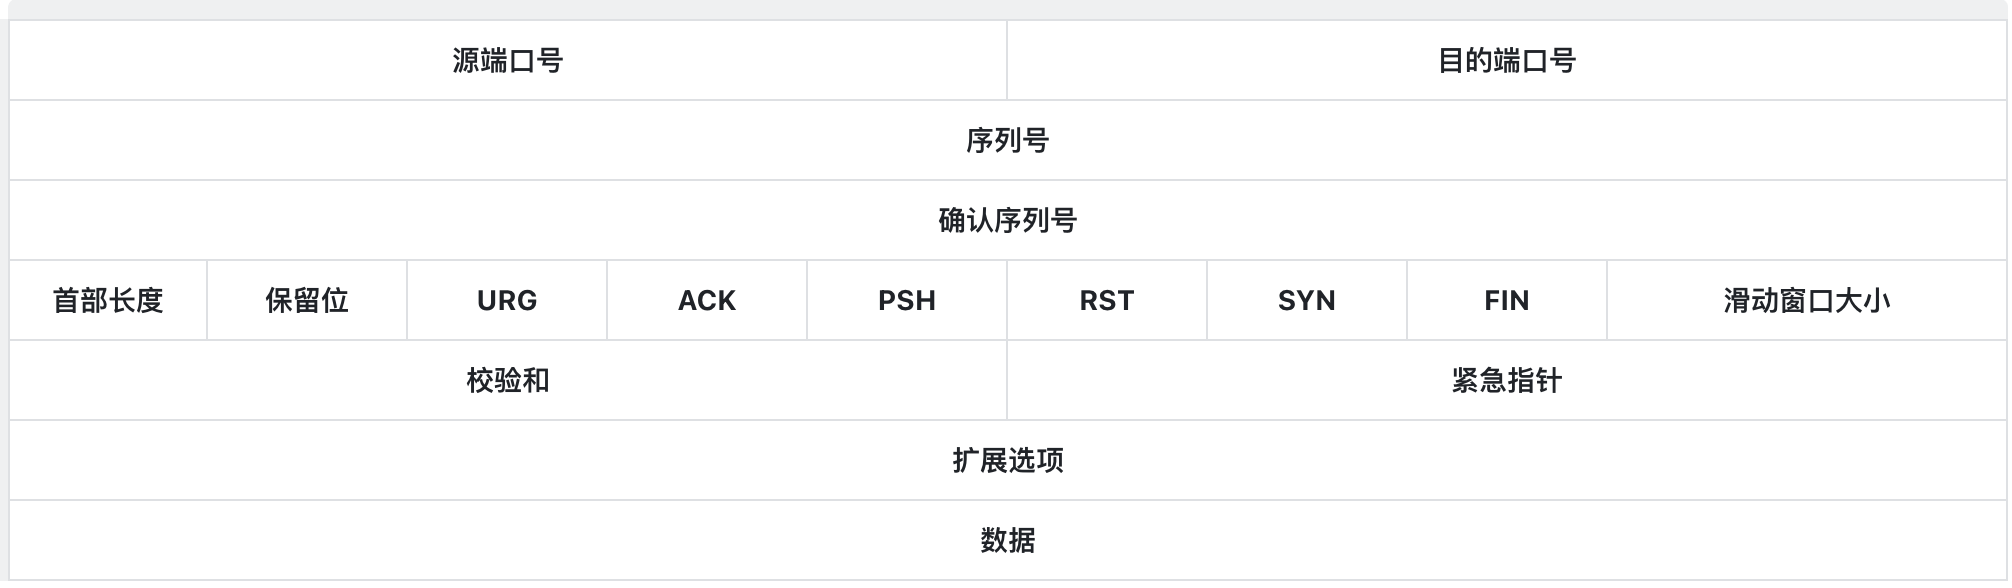 源端口号 目的端口号
序列号
确认序列号
首部长度 保留位 URG ACK PSH RST SYN FIN 滑动窗口大小
校验和 紧急指针
扩展选项
数据